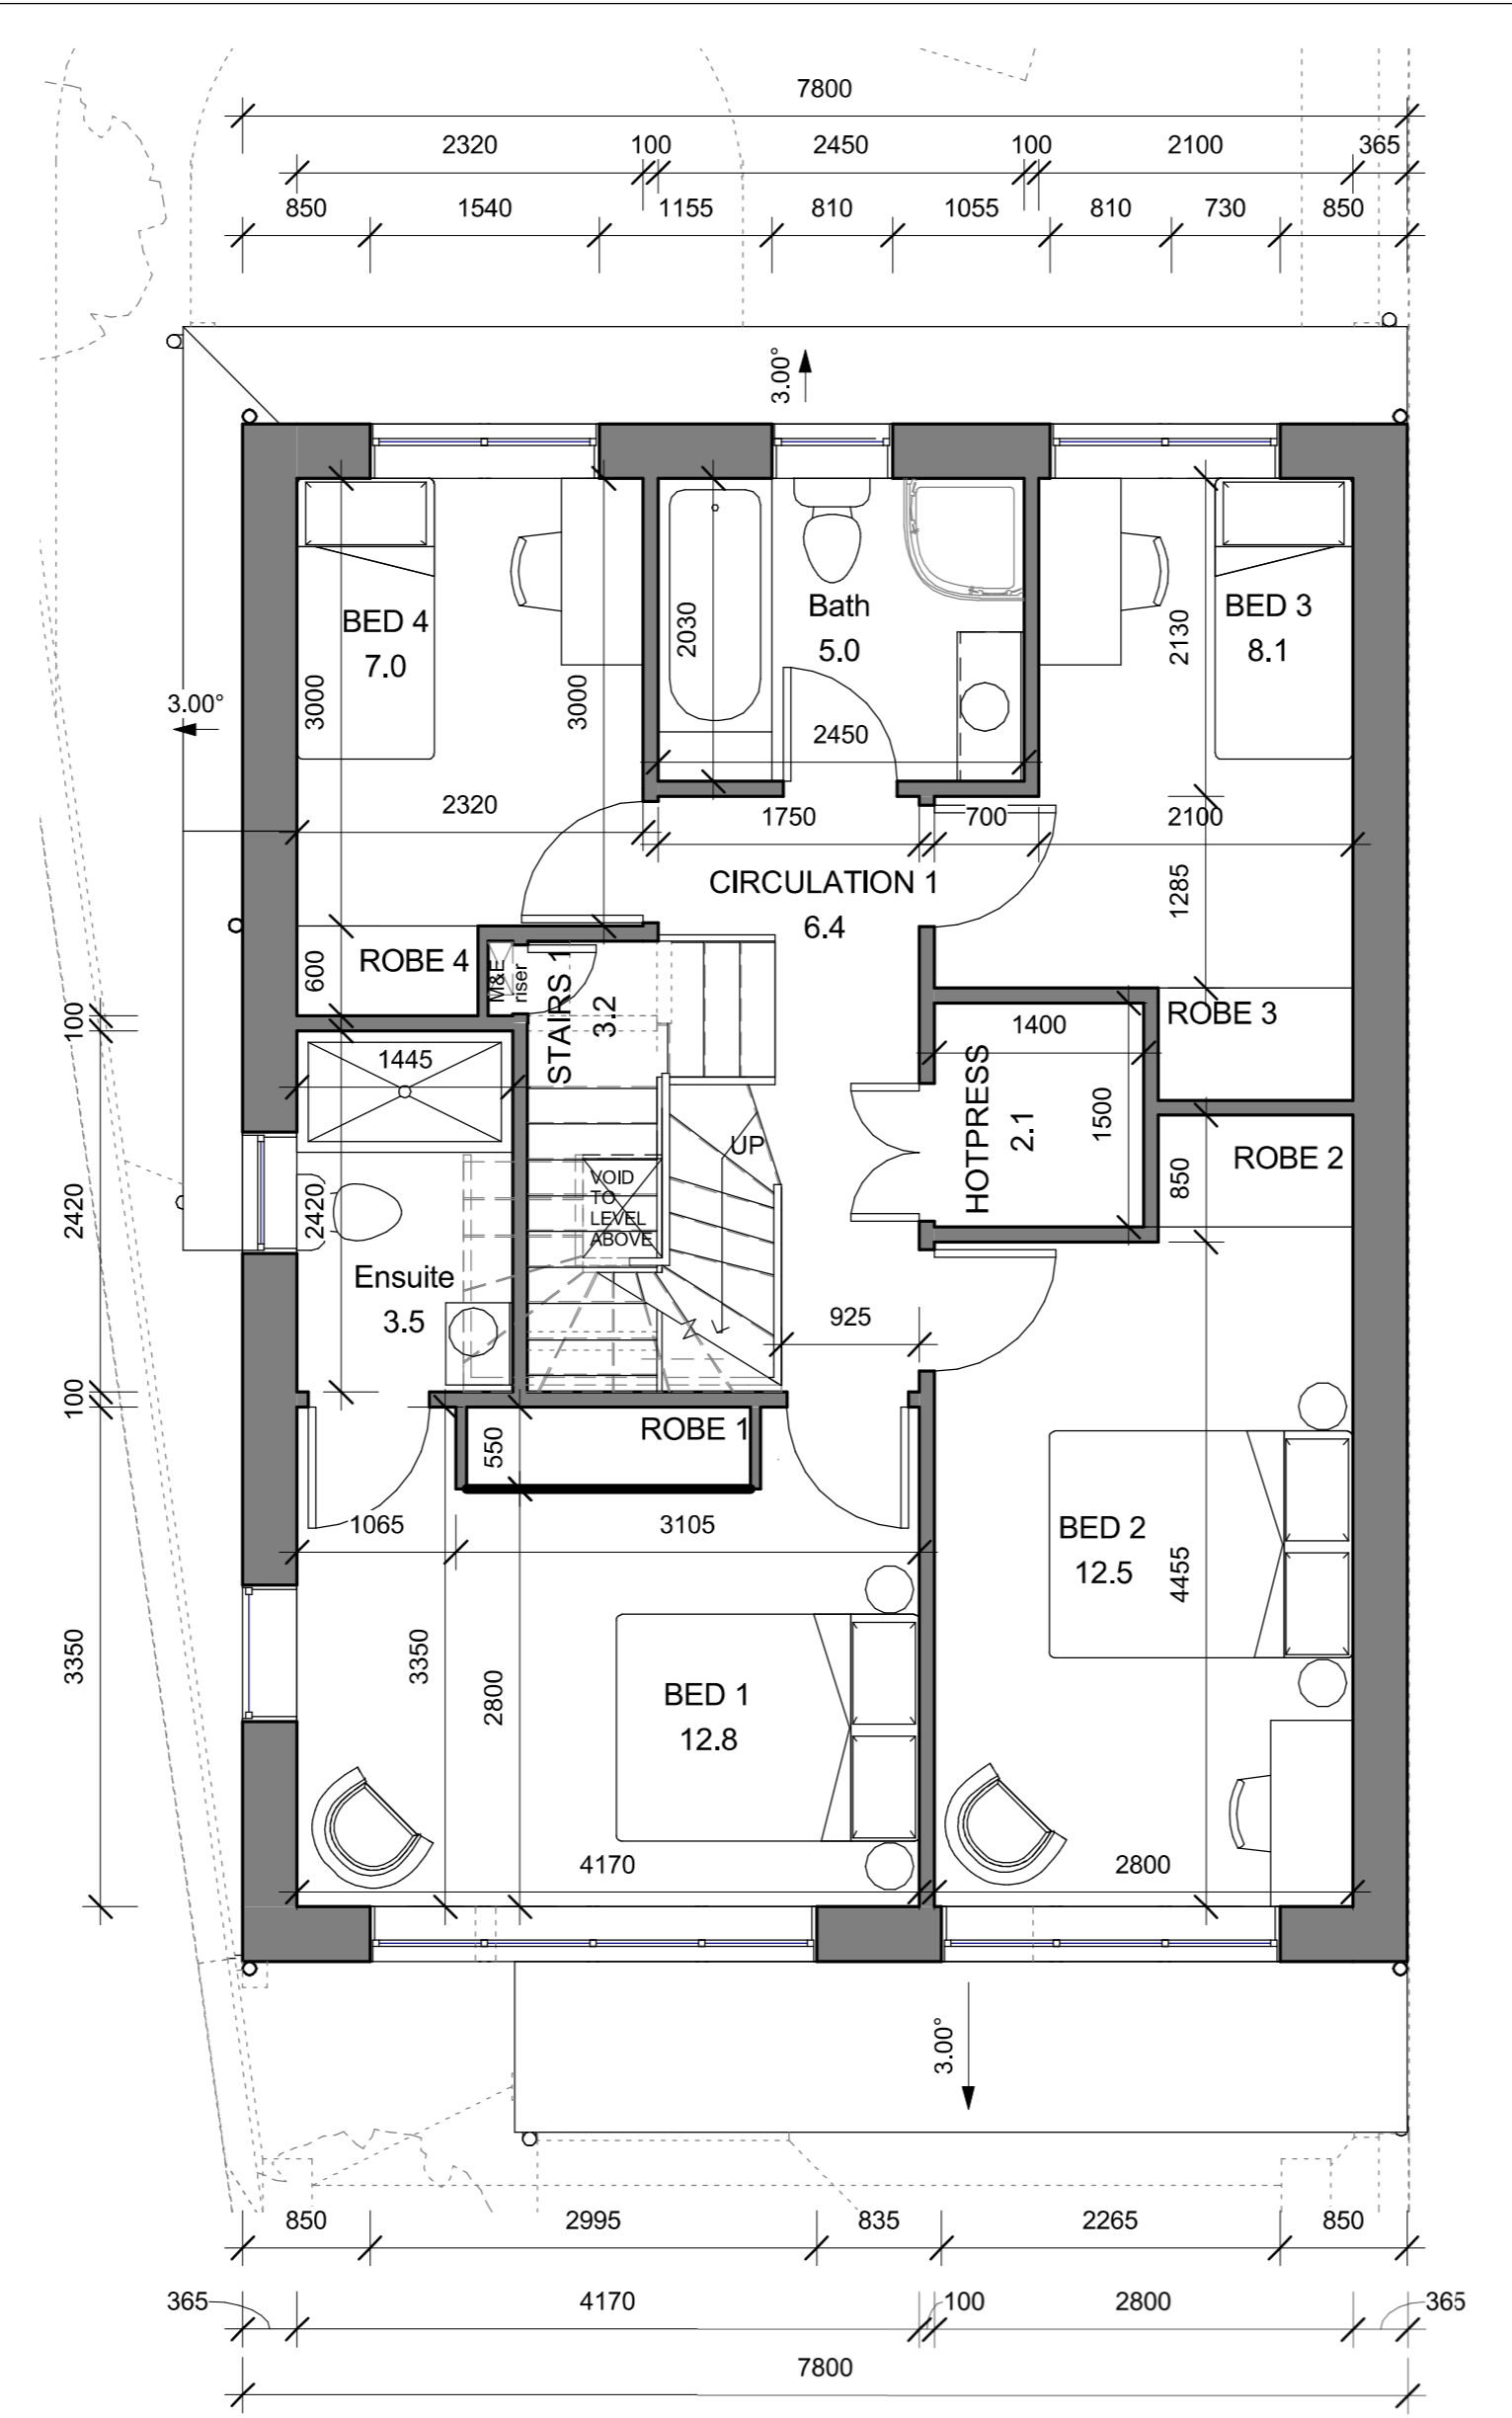 7800
2320 100 2450 100 2100 365
850 1540 1155 810 1055 810 730 850
3.00°
BED 4
7.0
Bath
5.0
BED 3
8.1
2030
2130
3000
3000
3.00°
2450
2320
1750
700
2100
CIRCULATION 1
6.4
1285
ROBE 4
600
M&E
riser
STAIRS 1
3.2
ROBE 3
100
1445
1400
HOTPRESS
2.1
1500
UP
VOID
TO
LEVEL
ABOVE
ROBE 2
850
2420
2420
Ensuite
3.5
925
100
ROBE 1
550
1065
3105
BED 2
12.5
4455
3350
3350
2800
BED 1
12.8
4170
2800
3.00°
850 2995 835 2265 850
365 4170 100 2800 365
7800